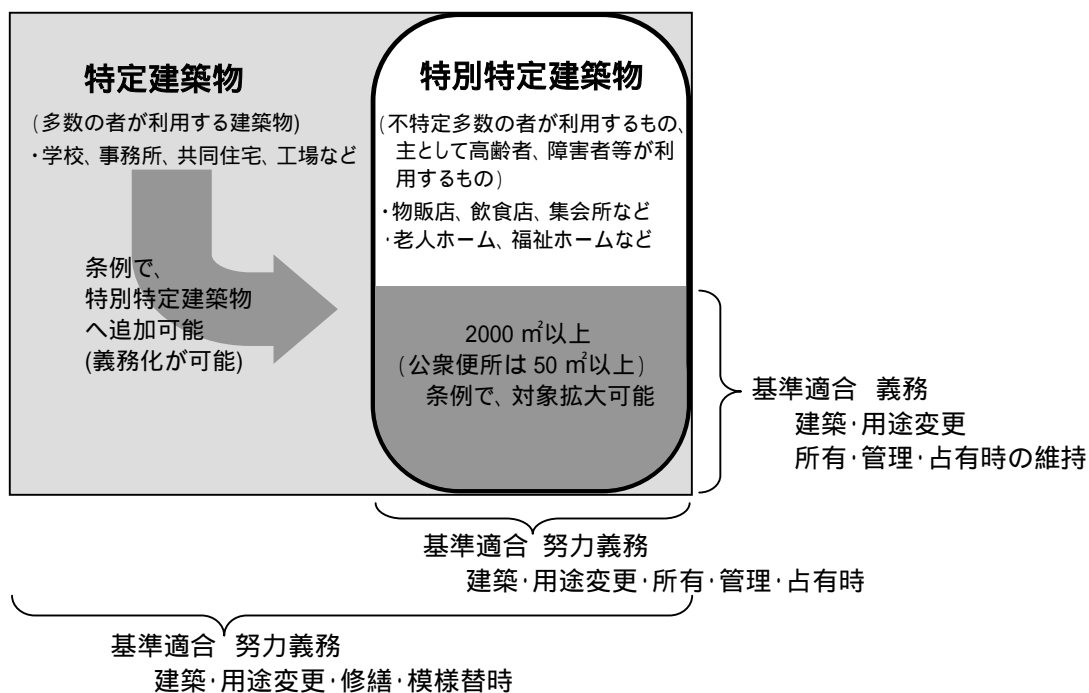 特定建築物
(多数の者が利用する建築物)
・学校、事務所、共同住宅、工場など
条例で、
特別特定建築物
へ追加可能
(義務化が可能)
特別特定建築物
(不特定多数の者が利用するもの、
主として高齢者、障害者等が利
用するもの)
・物販店、飲食店、集会所など
・老人ホーム、福祉ホームなど
2000 ㎡以上
(公衆便所は 50 ㎡以上)
条例で、対象拡大可能
基準適合 義務
建築・用途変更
所有・管理・占有時の維持
基準適合 努力義務
建築・用途変更・所有・管理・占有時
基準適合 努力義務
建築・用途変更・修繕・模様替時